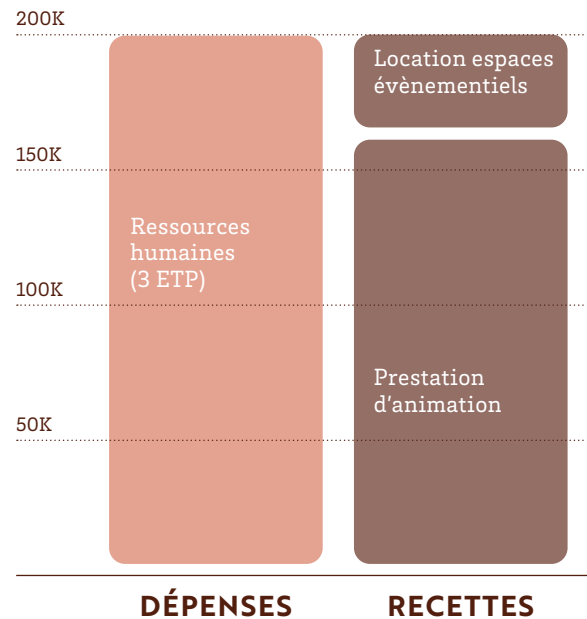 200K
Location espaces
évènementiels
150K
Ressources
humaines
(3 ETP)
100K
Prestation
d'animation
50K
DÉPENSES
RECETTES